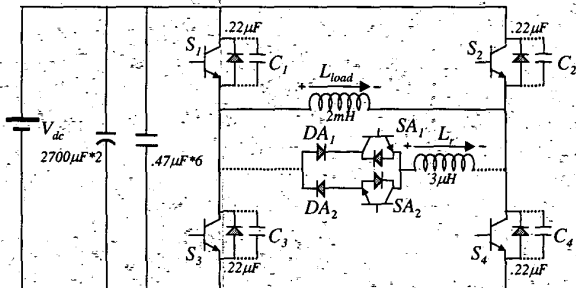 .22μF
.22μF
S1
C1
S2
C2
+ Lload -
2mH
Vdc
2700μF*2
.47μF*6
DA1
SA1
+ Lr -
3μH
DA2
SA2
S3
C3
S4
C4
.22μF
.22μF